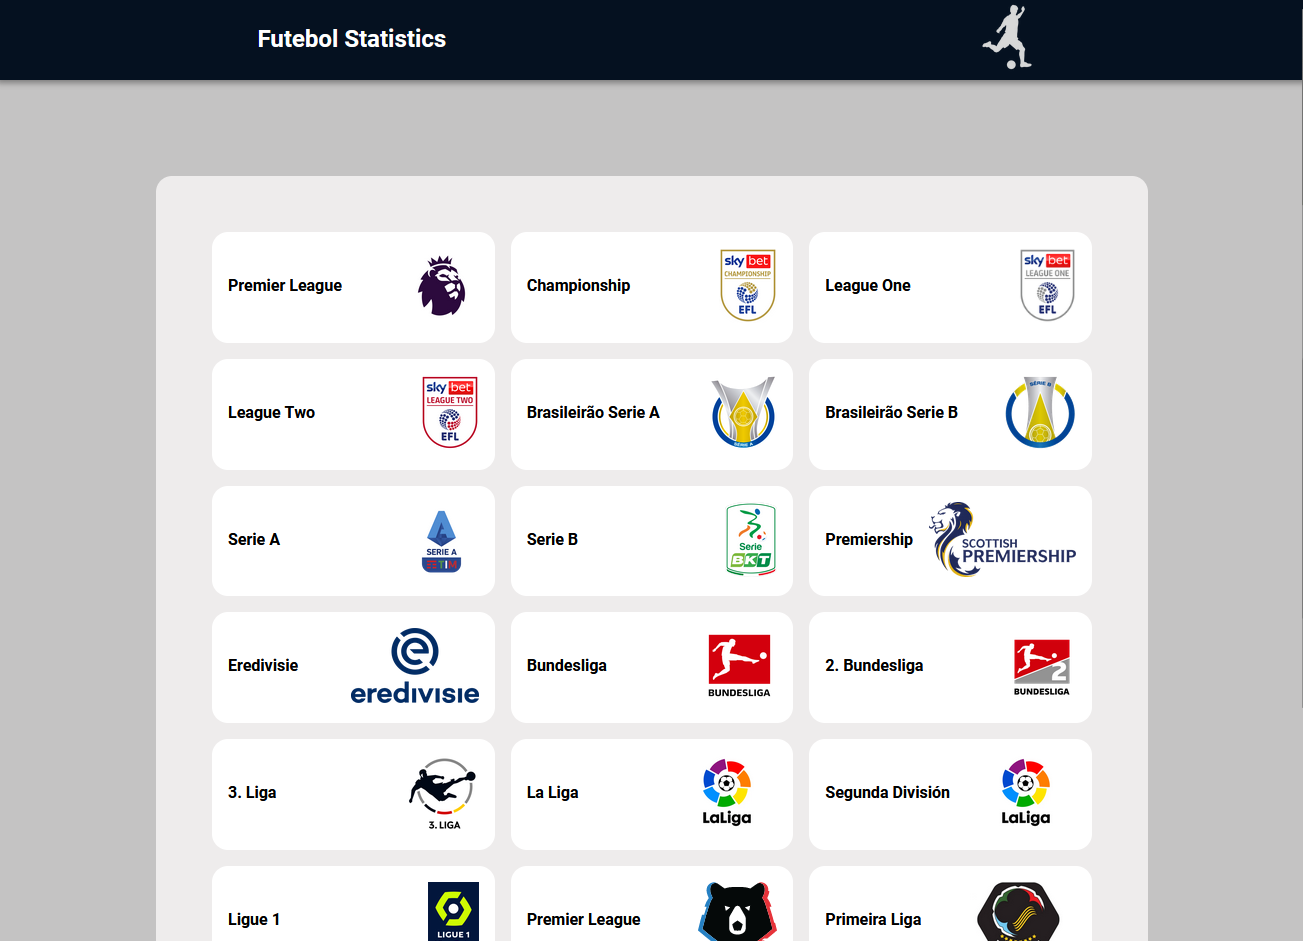 Futebol Statistics
Premier League
Championship
sky bet
CHAMPIONSHIP
EFL
League One
sky bet
LEAGUE ONE
EFL
League Two
sky bet
LEAGUE TWO
EFL
Brasileirão Serie A
SÉRIE A
Brasileirão Serie B
SÉRIE B
Serie A
SERIE A
TIM
Serie B
Serie
BKT
Premiership
SCOTTISH
PREMIERSHIP
Eredivisie
eredivisie
Bundesliga
BUNDESLIGA
2. Bundesliga
2
BUNDESLIGA
3. Liga
3. LIGA
La Liga
LaLiga
Segunda División
LaLiga
Ligue 1
LIGUE 1
Premier League
Primeira Liga